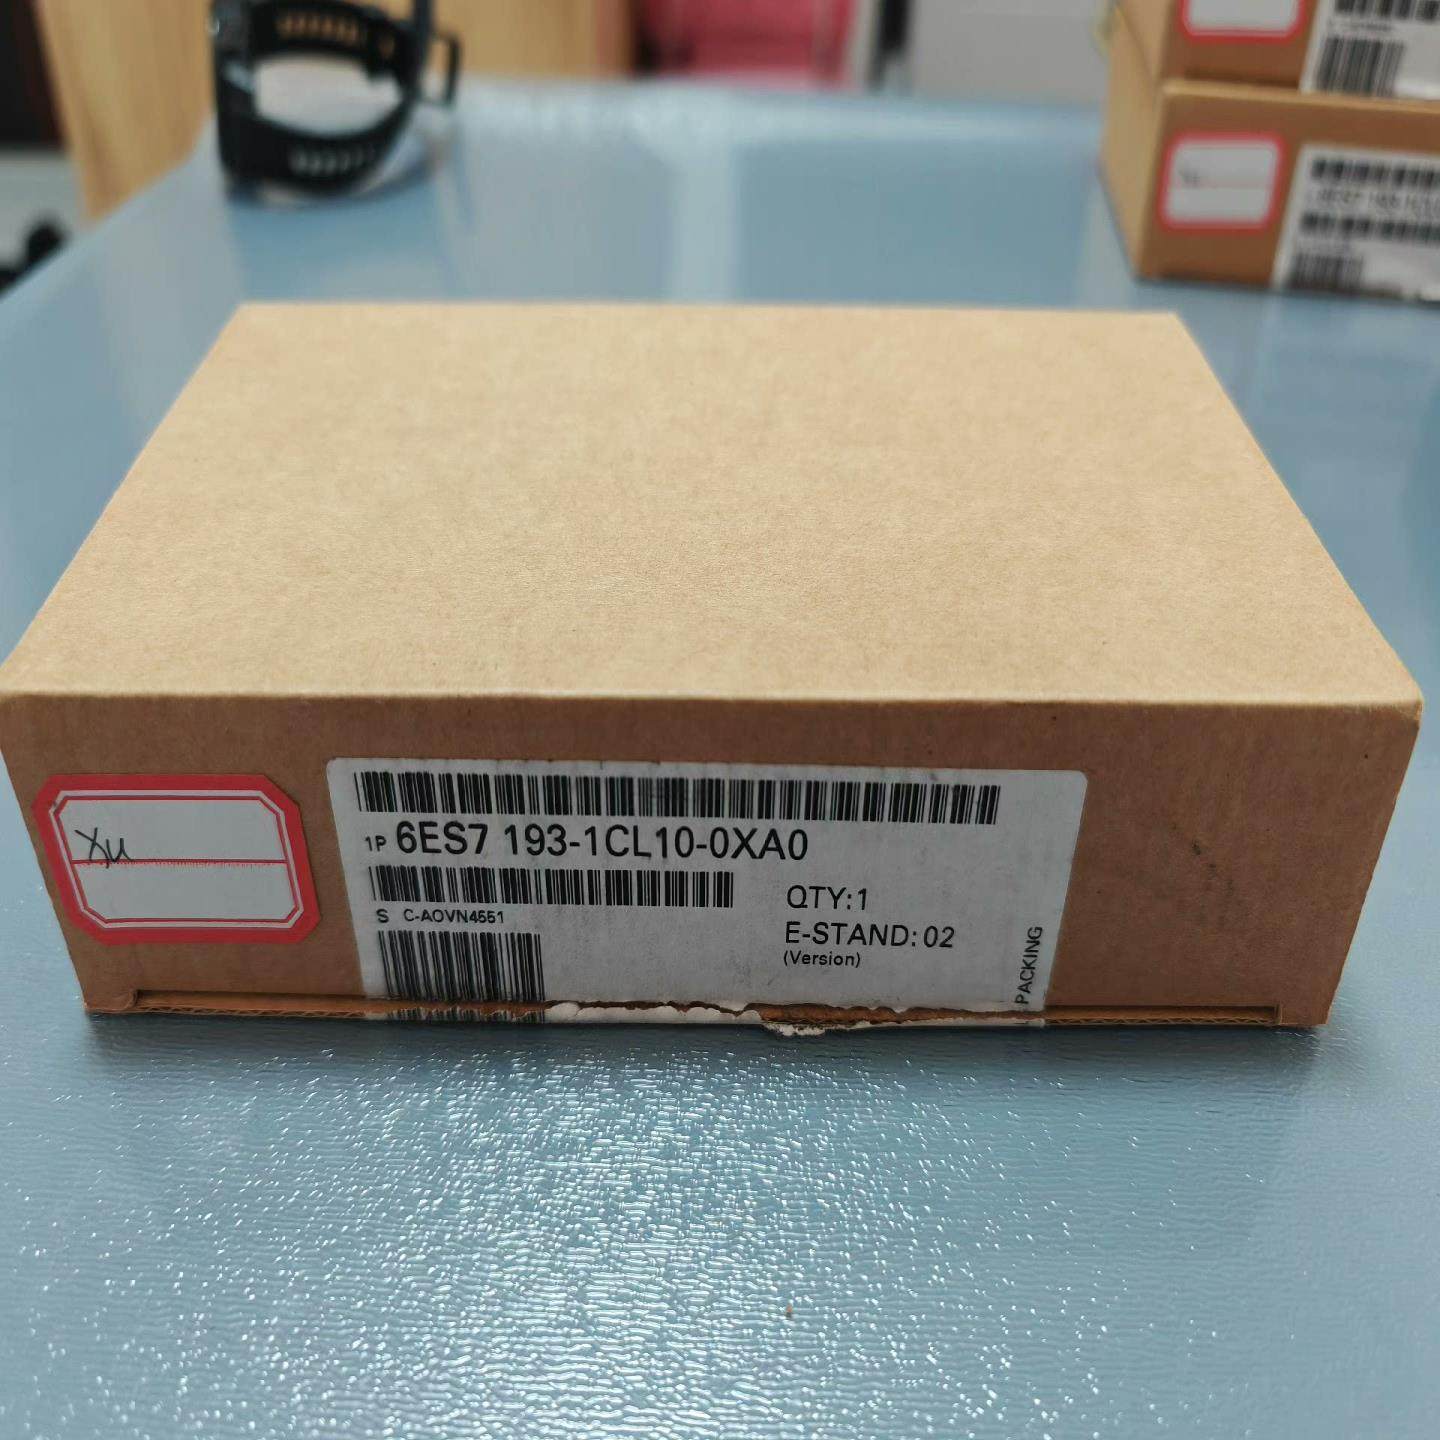 Xu
1P 6ES7 193-1CL10-0XA0
S C-AOVN4551
QTY:1
E-STAND: 02
(Version)
PACKING